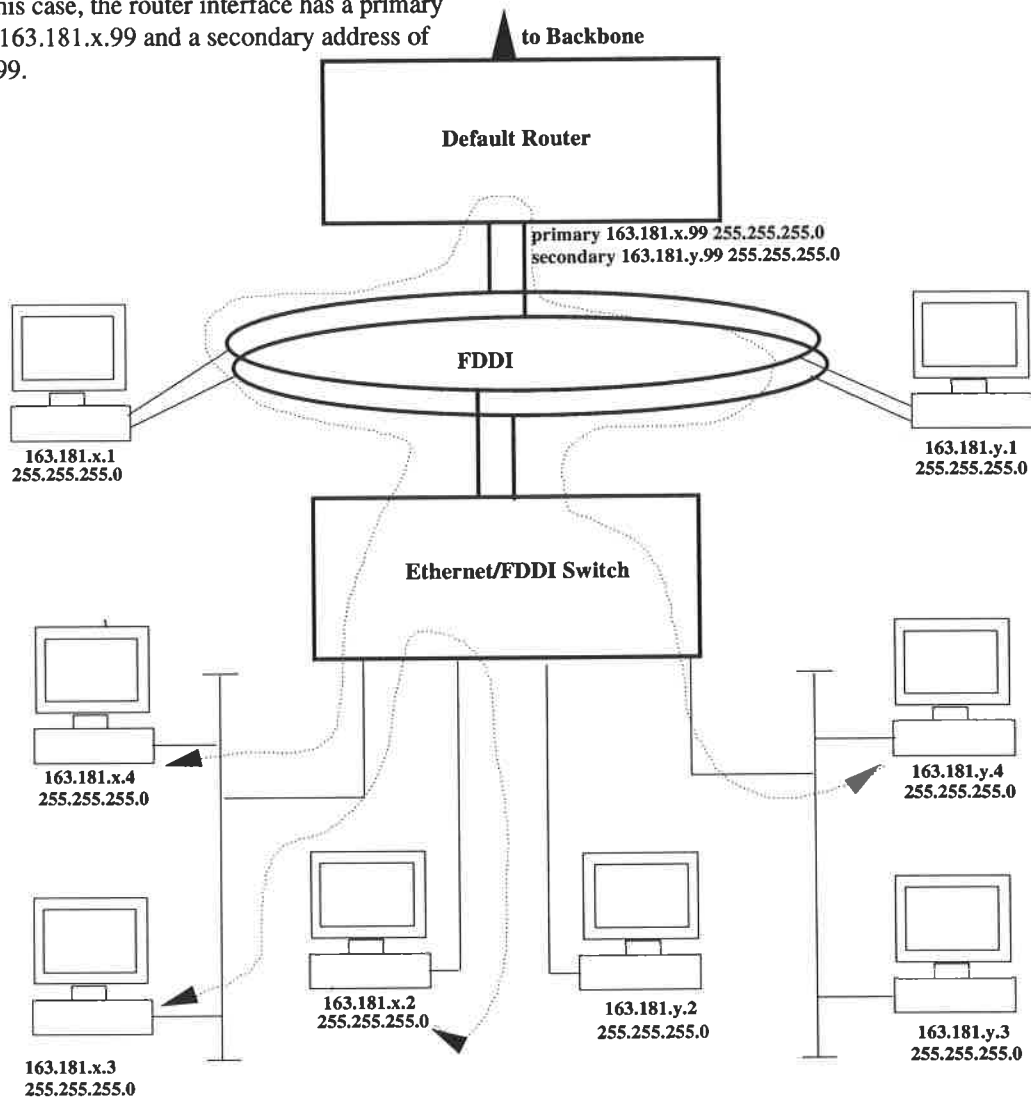 his case, the router interface has a primary
163.181.x.99 and a secondary address of
99.
to Backbone
Default Router
primary 163.181.x.99 255.255.255.0
secondary 163.181.y.99 255.255.255.0
FDDI
163.181.x.1
255.255.255.0
163.181.y.1
255.255.255.0
Ethernet/FDDI Switch
163.181.x.4
255.255.255.0
163.181.y.4
255.255.255.0
163.181.x.2
255.255.255.0
163.181.y.2
255.255.255.0
163.181.x.3
255.255.255.0
163.181.y.3
255.255.255.0